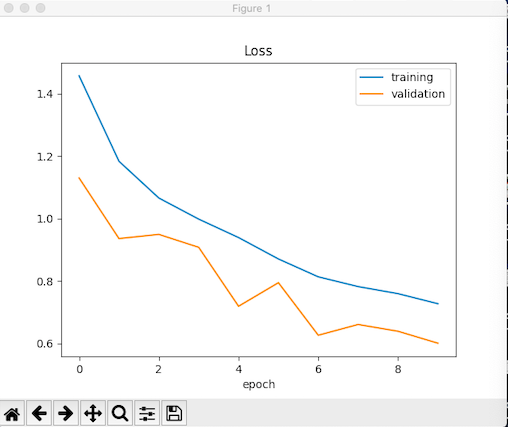 Figure 1
Loss
training
validation
1.4
1.2
1.0
0.8
0.6
0 2 4 6 8
epoch